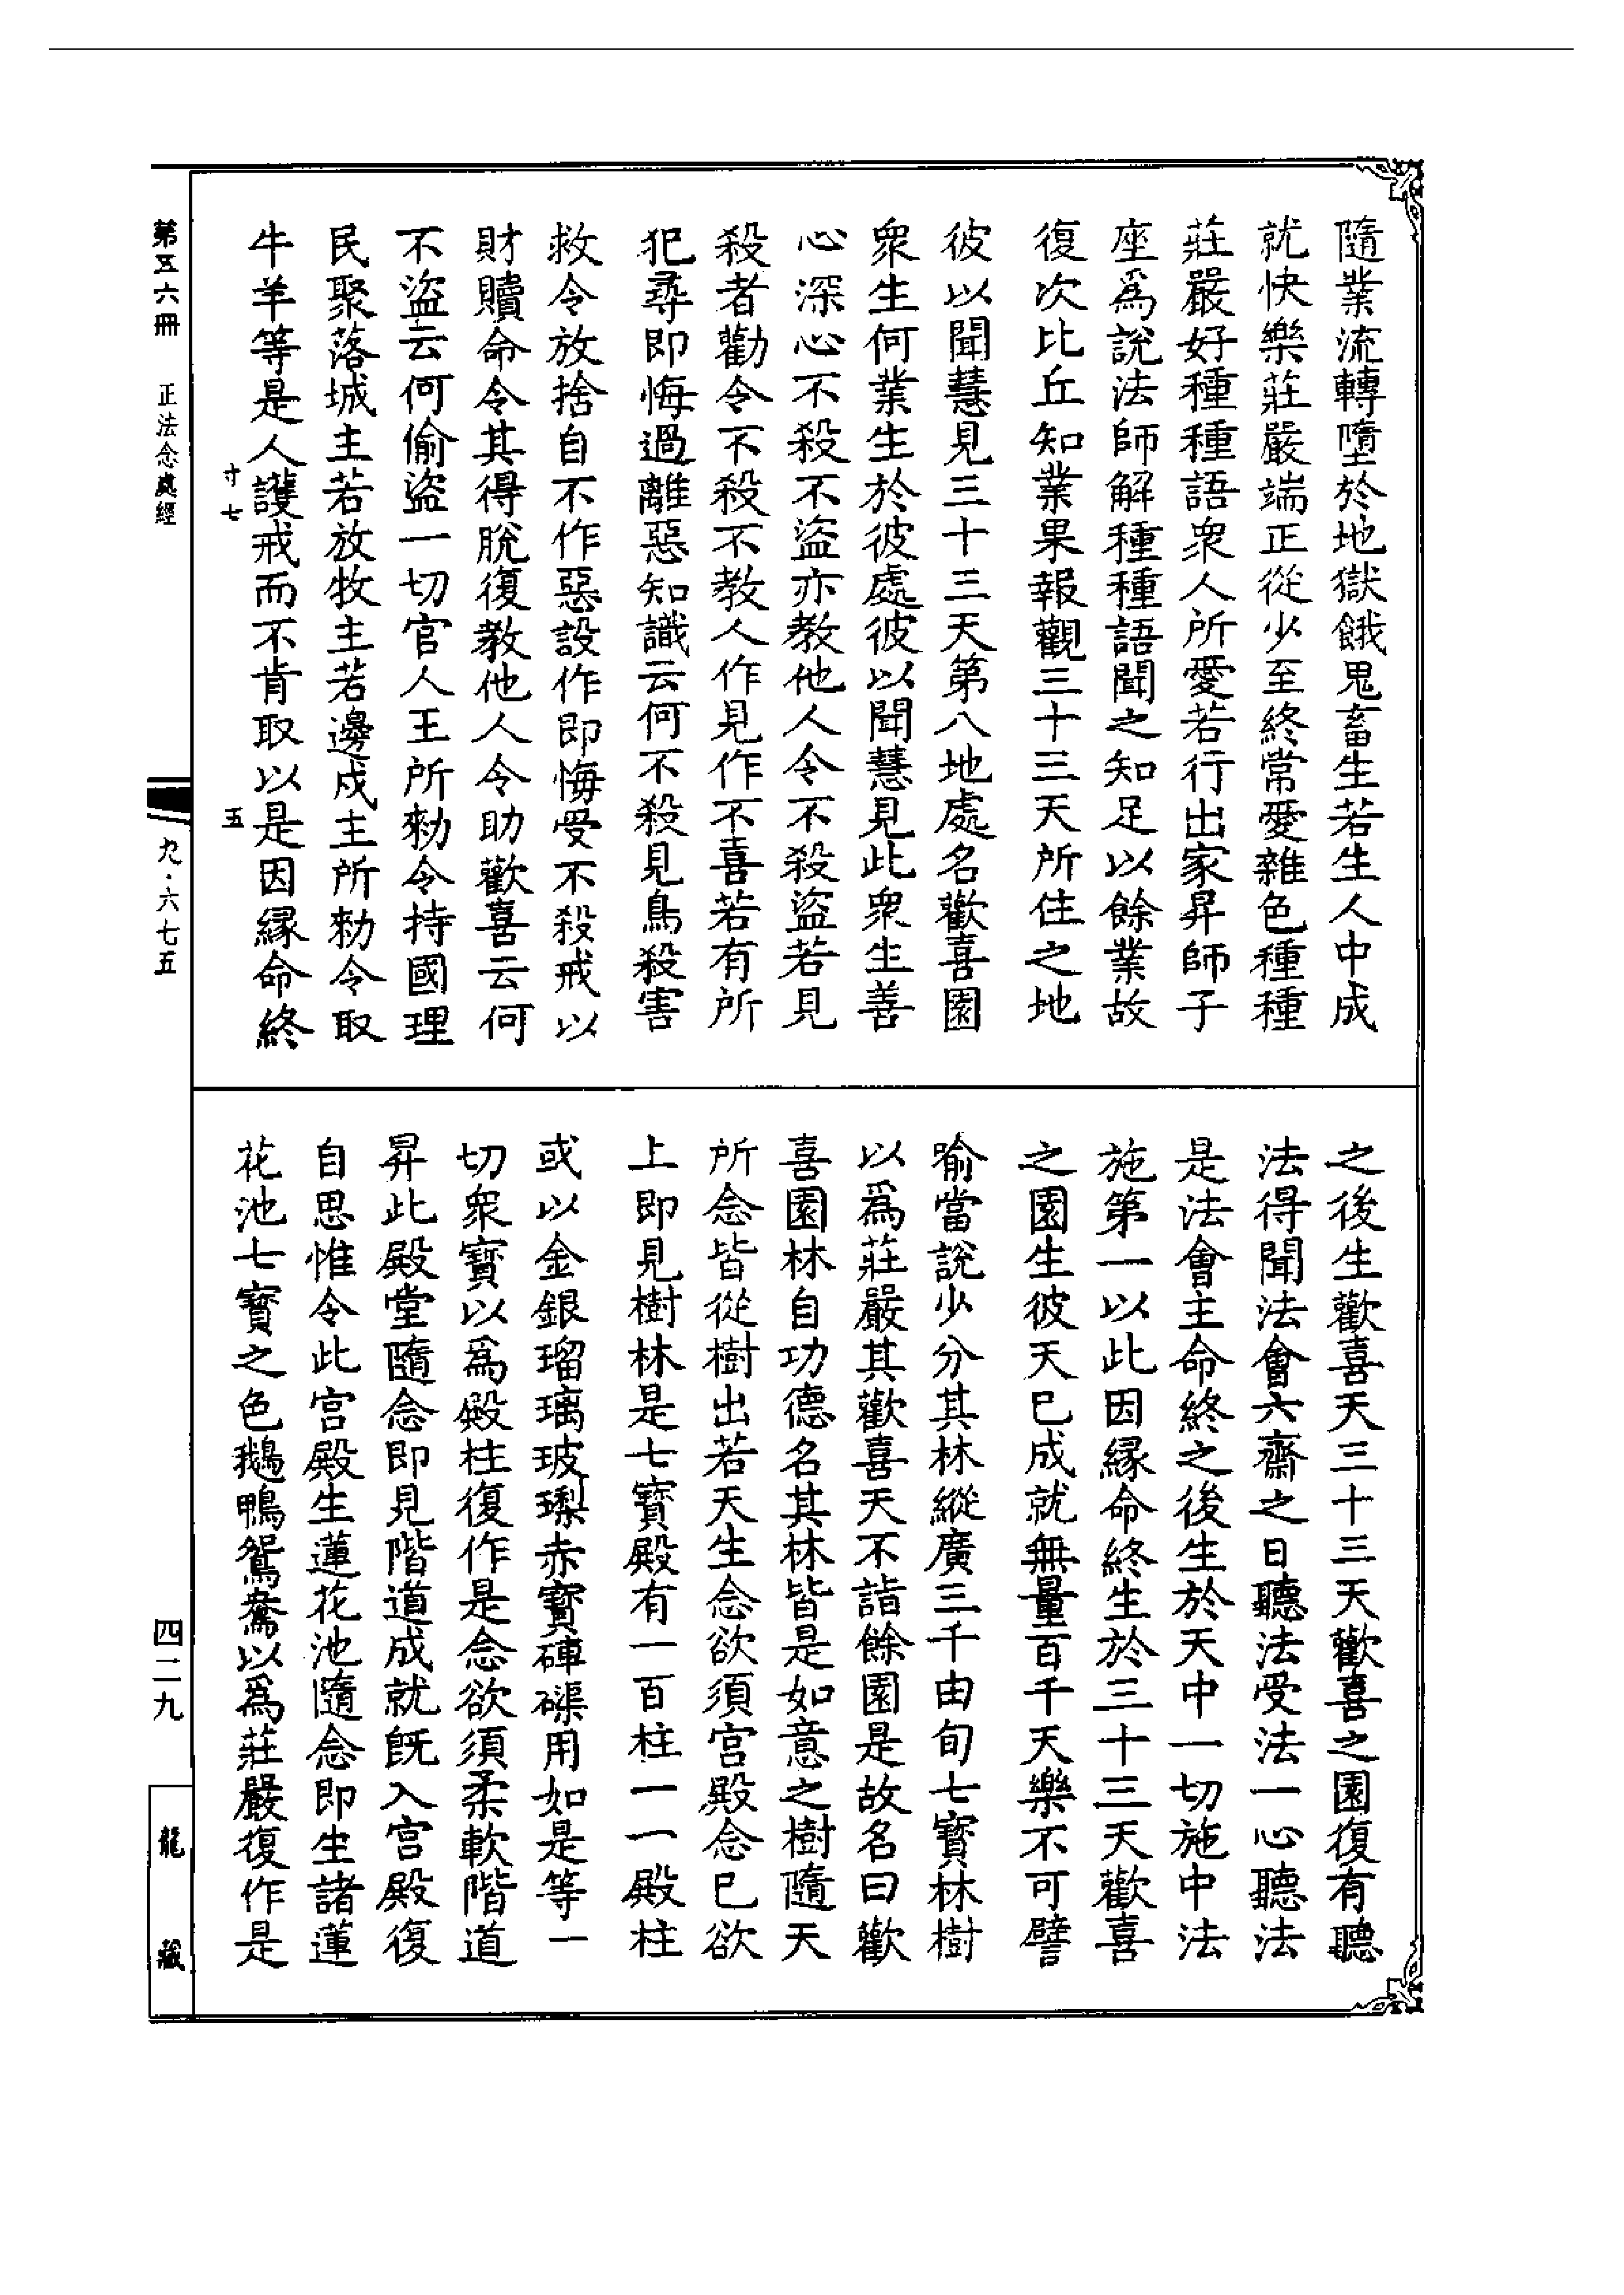 隨業流轉墮於地獄餓鬼畜生若生人中成
就快樂莊嚴端正從少至終常愛雜色種種
莊嚴好種種語衆人所愛若行出家昇師子
座爲說法師解種種語聞之知足以餘業故
復次比丘知業果報觀三十三天所住之地
彼以聞慧見三十三天第八地處名歡喜園
衆生何業生於彼處彼以聞慧見此衆生善
心深心不殺不盜亦教他人令不殺盜若見
殺者勸令不殺不教人作見作不喜若有所
犯尋即悔過離惡知識云何不殺見鳥殺害
救令放捨自不作惡設作即悔受不殺戒以
財贖命令其得脫復教他人令助歡喜云何
不盜云何偷盜一切官人王所勑令持國理
民聚落城主若放牧主若邊戍主所勑令取
牛羊等是人護戒而不肯取以是因縁命終
寸七
五
之後生歡喜天三十三天歡喜之園復有聽
法得聞法會六齋之日聽法受法一心聽法
是法會主命終之後生於天中一切施中法
施第一以此因縁命終生於三十三天歡喜
之園生彼天已成就無量百千天樂不可譬
喻當說少分其林縱廣三千由旬七寶林樹
以爲莊嚴其歡喜天不詣餘園是故名曰歡
喜園林自功德名其林皆是如意之樹隨天
所念皆從樹出若天生念欲須宮殿念已欲
上即見樹林是七寶殿有一百柱一一殿柱
或以金銀瑠璃玻瓈赤寶硨磲用如是等一
切衆寶以爲殿柱復作是念欲須柔軟階道
昇此殿堂隨念即見階道成就旣入宮殿復
自思惟令此宮殿生蓮花池隨念即生諸蓮
花池七寶之色鵝鴨鴛鴦以爲莊嚴復作是
第五六冊 正法念處經
九·六七五
四二九
龍藏